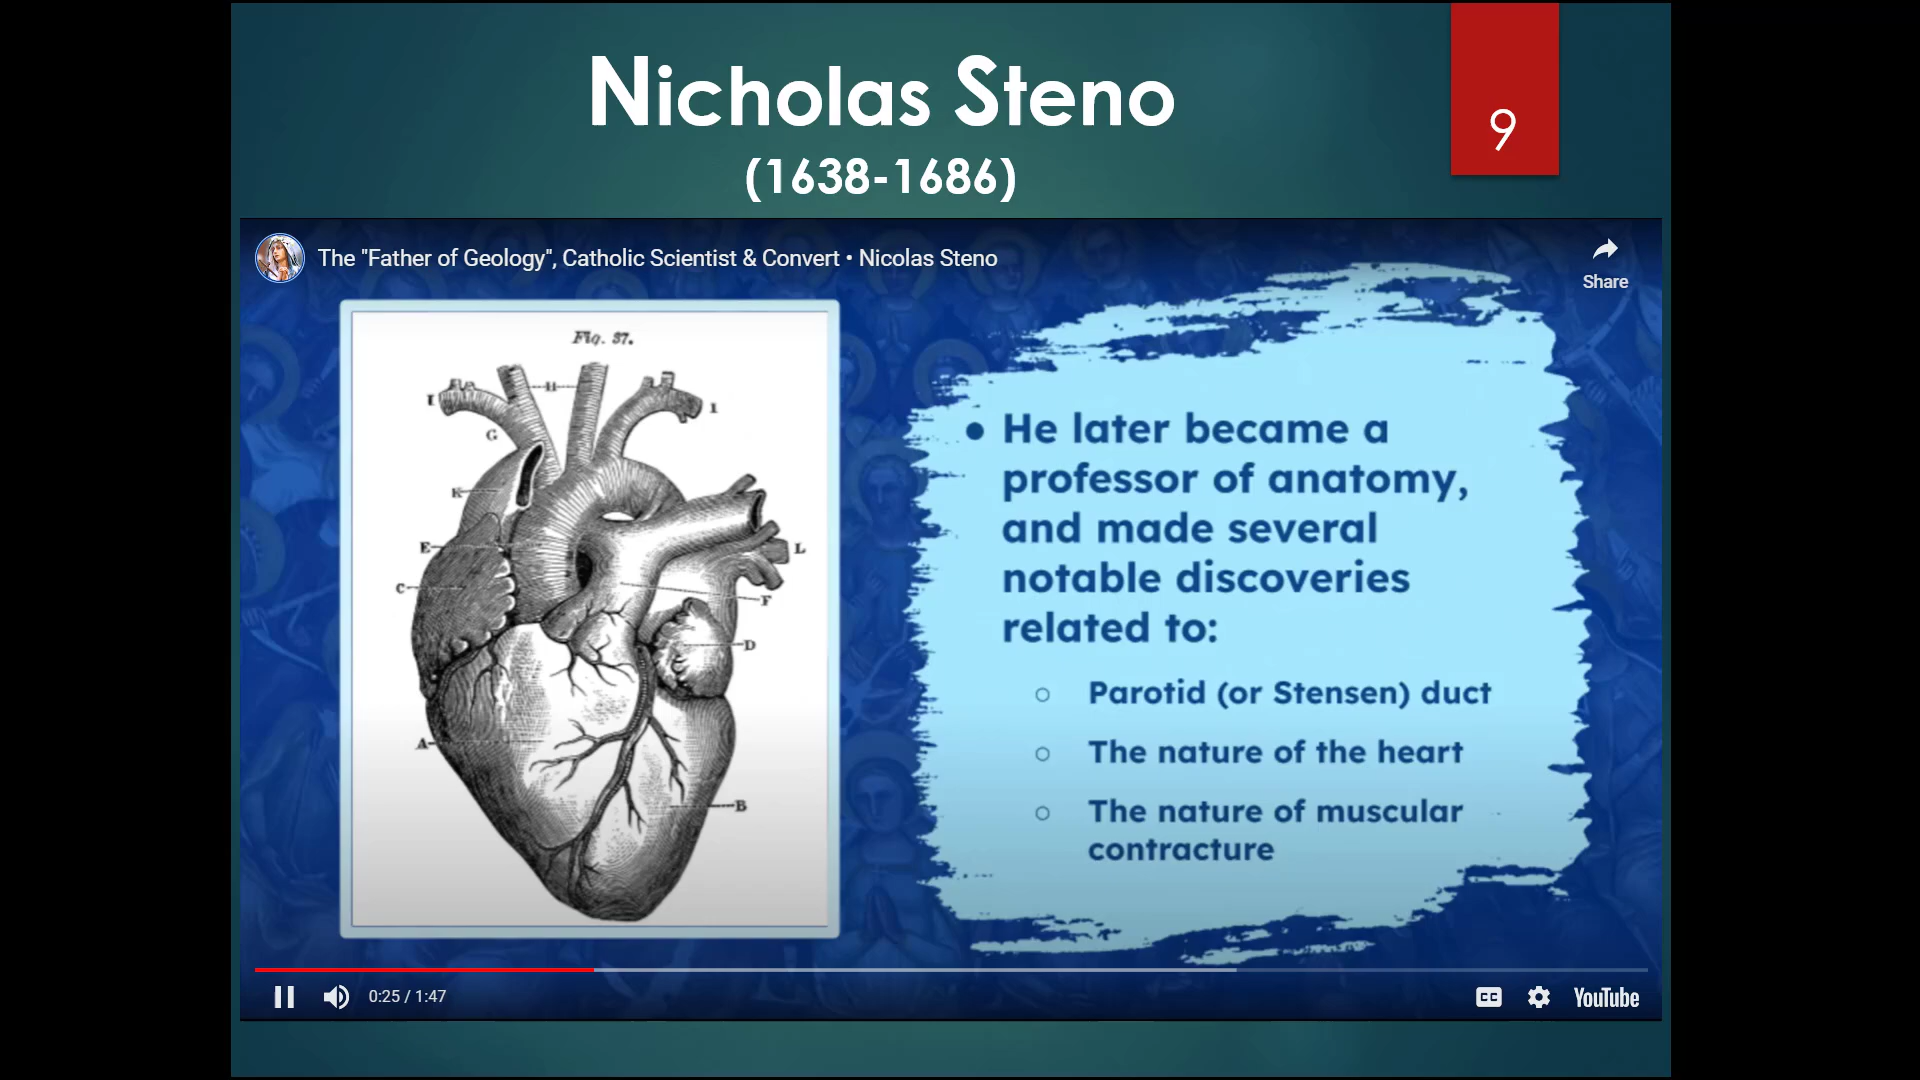 Nicholas Steno
9
(1638-1686)
The "Father of Geology", Catholic Scientist & Convert • Nicolas Steno
Share
Fig. 37.
I
H
I
G
K
E
L
C
F
D
A
B
• He later became a
professor of anatomy,
and made several
notable discoveries
related to:
○ Parotid (or Stensen) duct
○ The nature of the heart
○ The nature of muscular
contracture
0:25 / 1:47
CC
YouTube